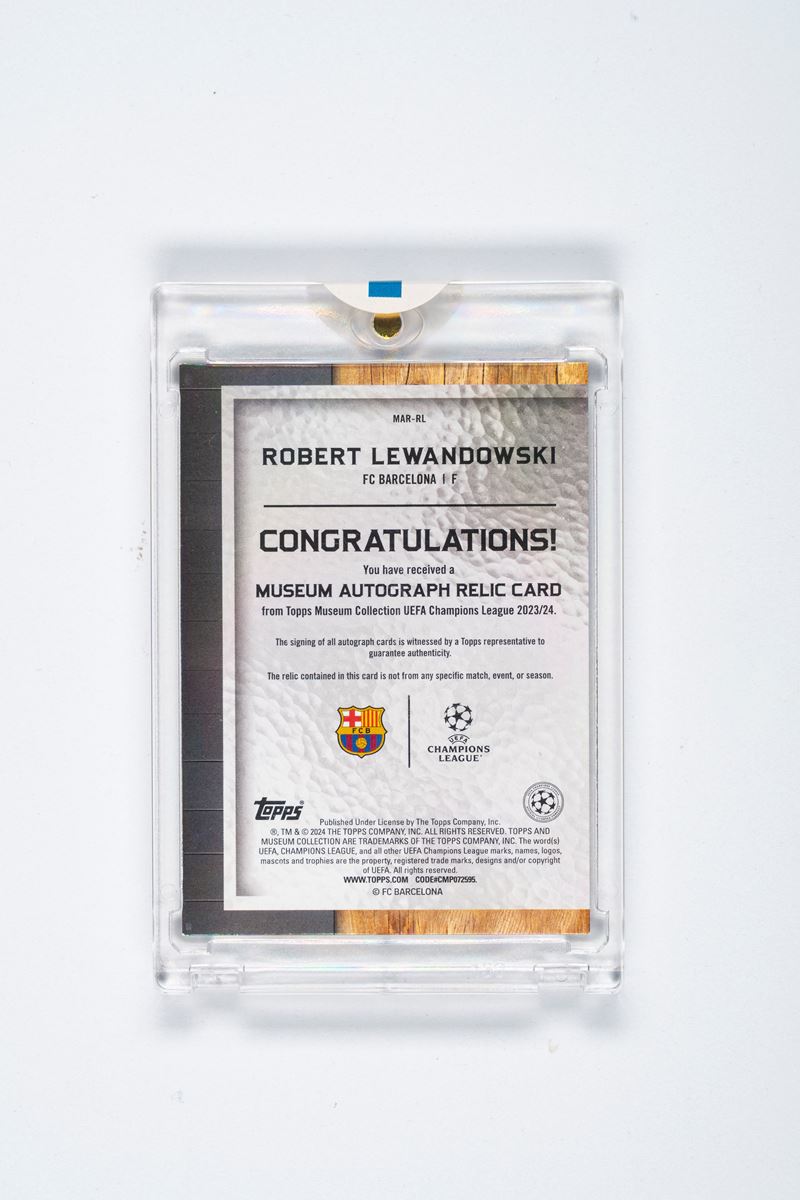 MAR-RL
ROBERT LEWANDOWSKI
FC BARCELONA | F
CONGRATULATIONS!
You have received a
MUSEUM AUTOGRAPH RELIC CARD
from Topps Museum Collection UEFA Champions League 2023/24.
The signing of all autograph cards is witnessed by a Topps representative to
guarantee authenticity.
The relic contained in this card is not from any specific match, event, or season.
FCB
UEFA
CHAMPIONS
LEAGUE
Topps®
Published Under License by The Topps Company, Inc.
®, TM & © 2024 THE TOPPS COMPANY, INC. ALL RIGHTS RESERVED. TOPPS AND
MUSEUM COLLECTION ARE TRADEMARKS OF THE TOPPS COMPANY, INC. The word(s)
UEFA, CHAMPIONS LEAGUE, and all other UEFA Champions League marks, names, logos,
mascots and trophies are the property, registered trade marks, designs and/or copyright
of UEFA. All rights reserved.
WWW.TOPPS.COM CODE#CMP072595.
© FC BARCELONA